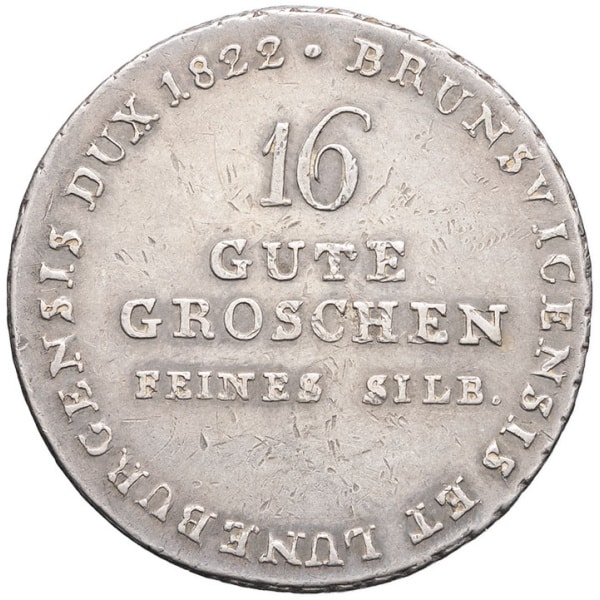 BRUNSVICENSIS ET LUNEBURGENSIS DUX 1822 •
16
GUTE
GROSCHEN
FEINES SILB.